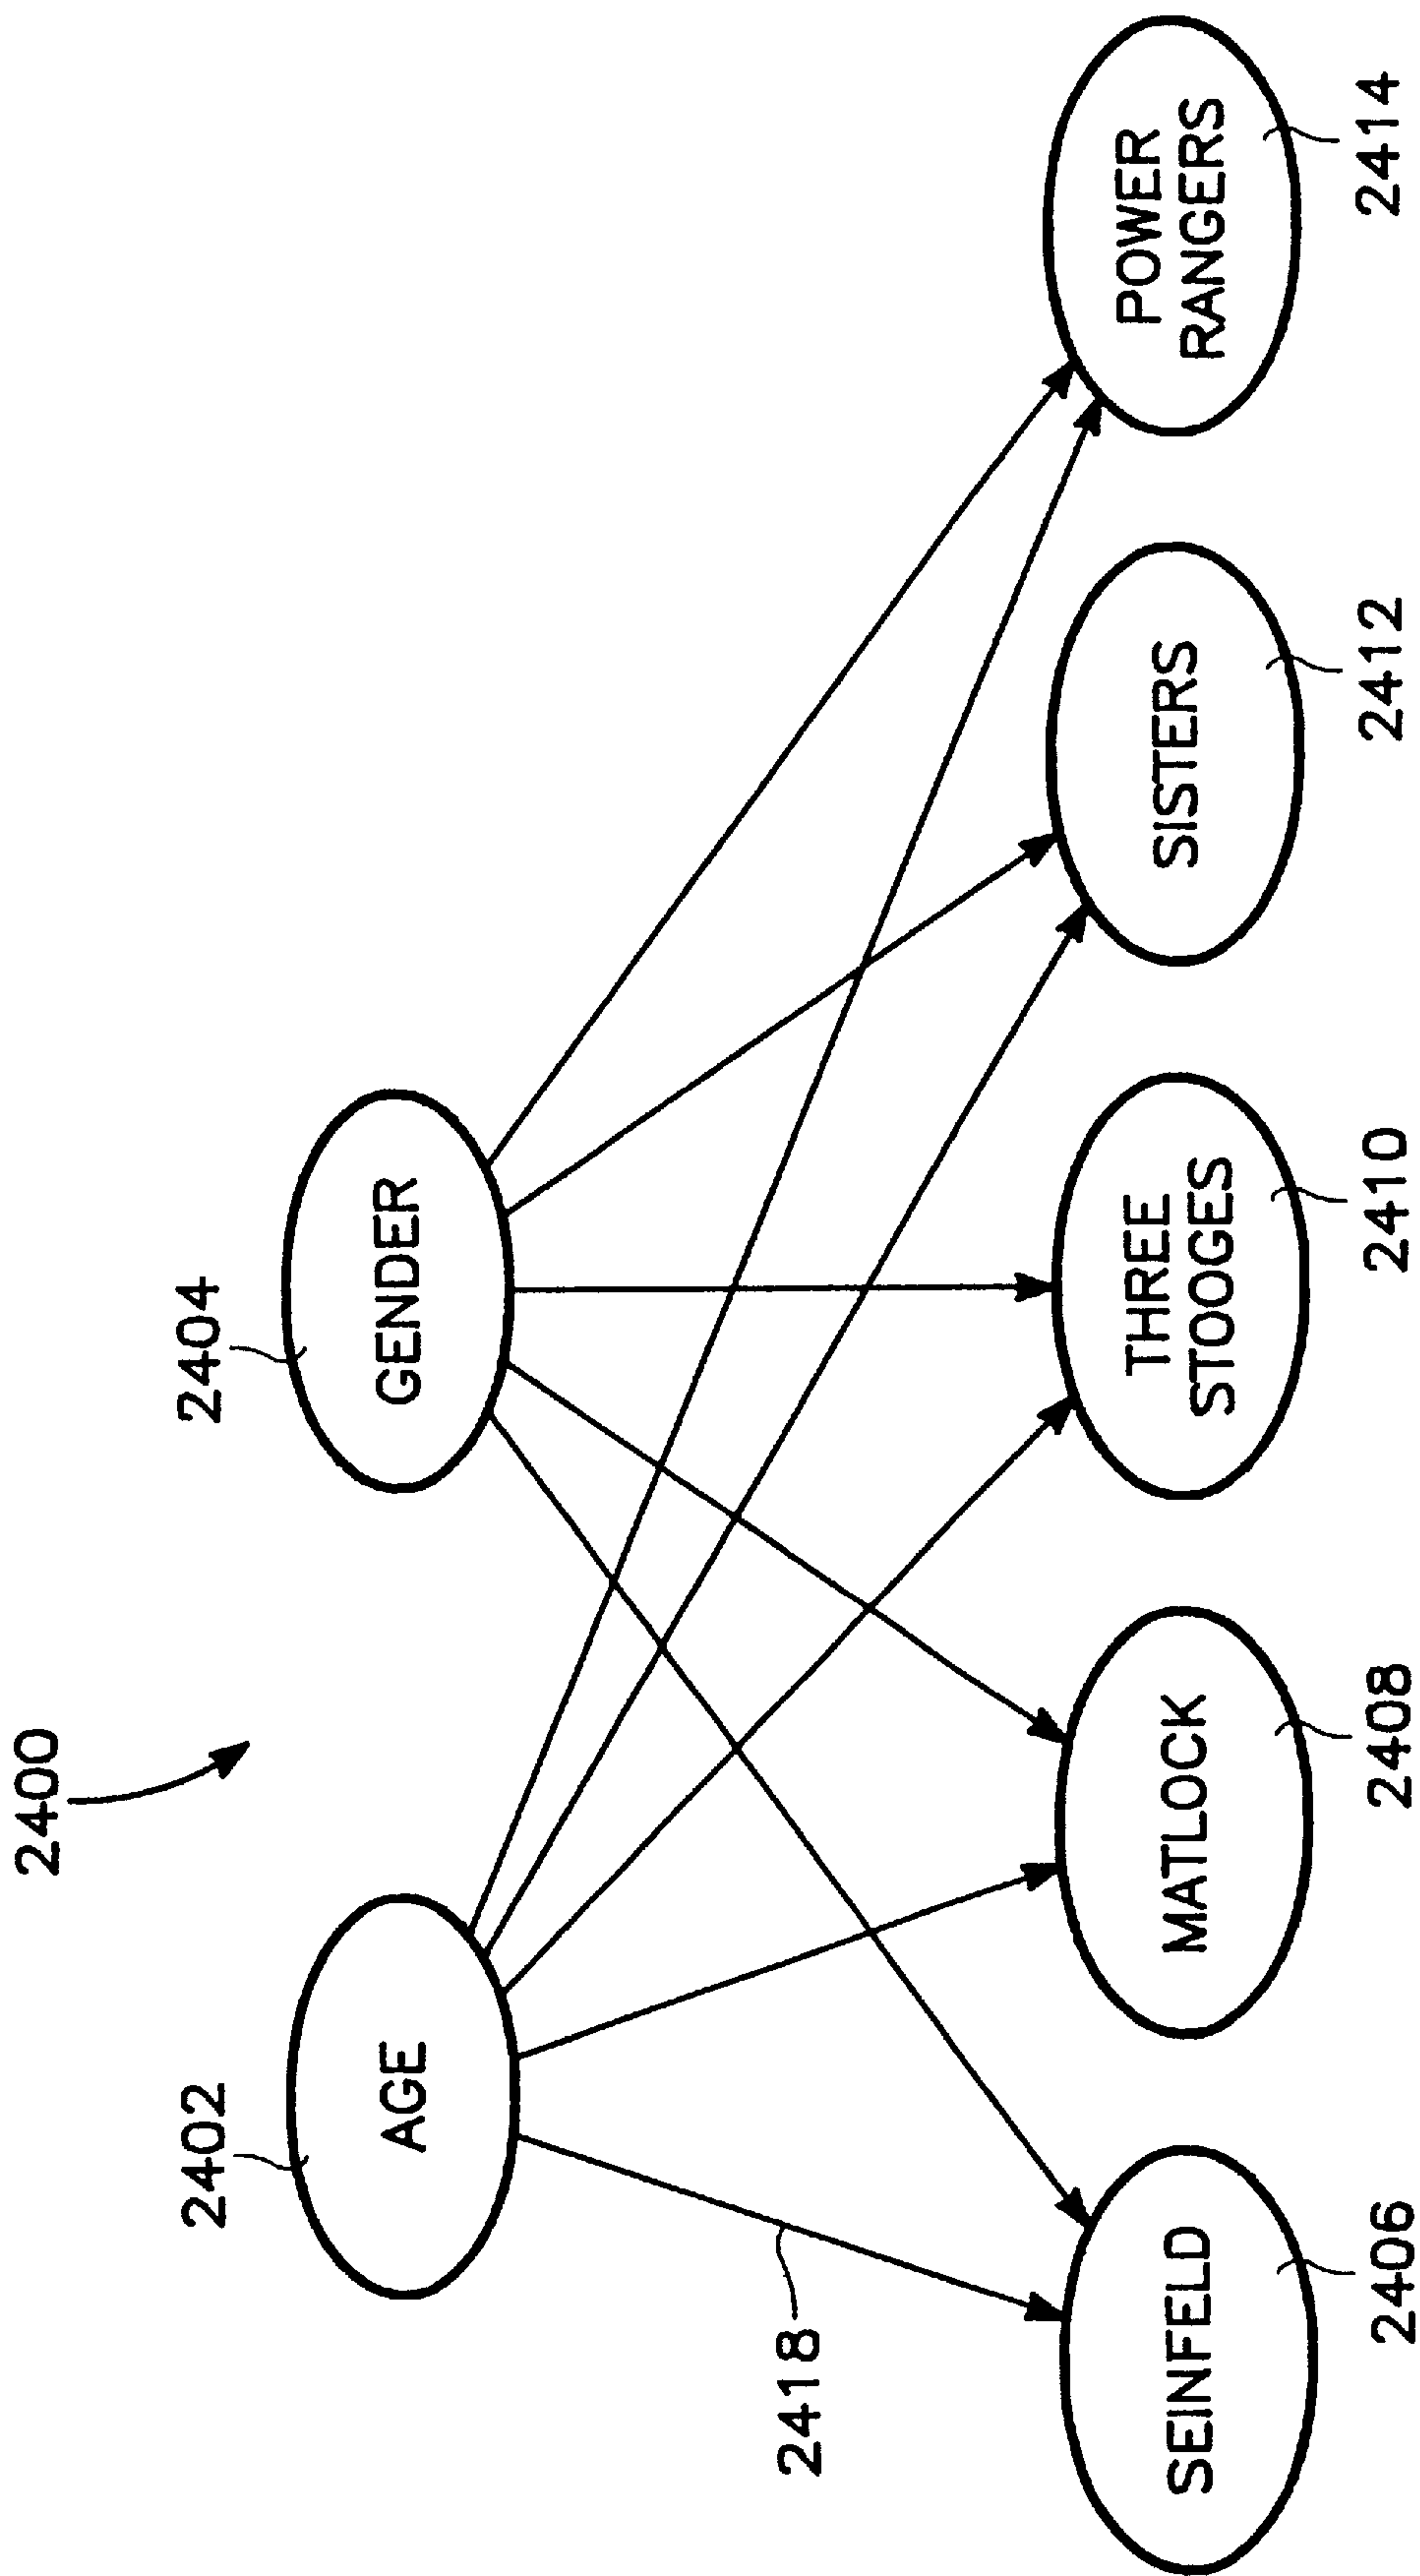 2400
2402
2404
AGE
GENDER
2418
SEINFELD
MATLOCK
THREE
STOOGES
SISTERS
POWER
RANGERS
2406
2408
2410
2412
2414